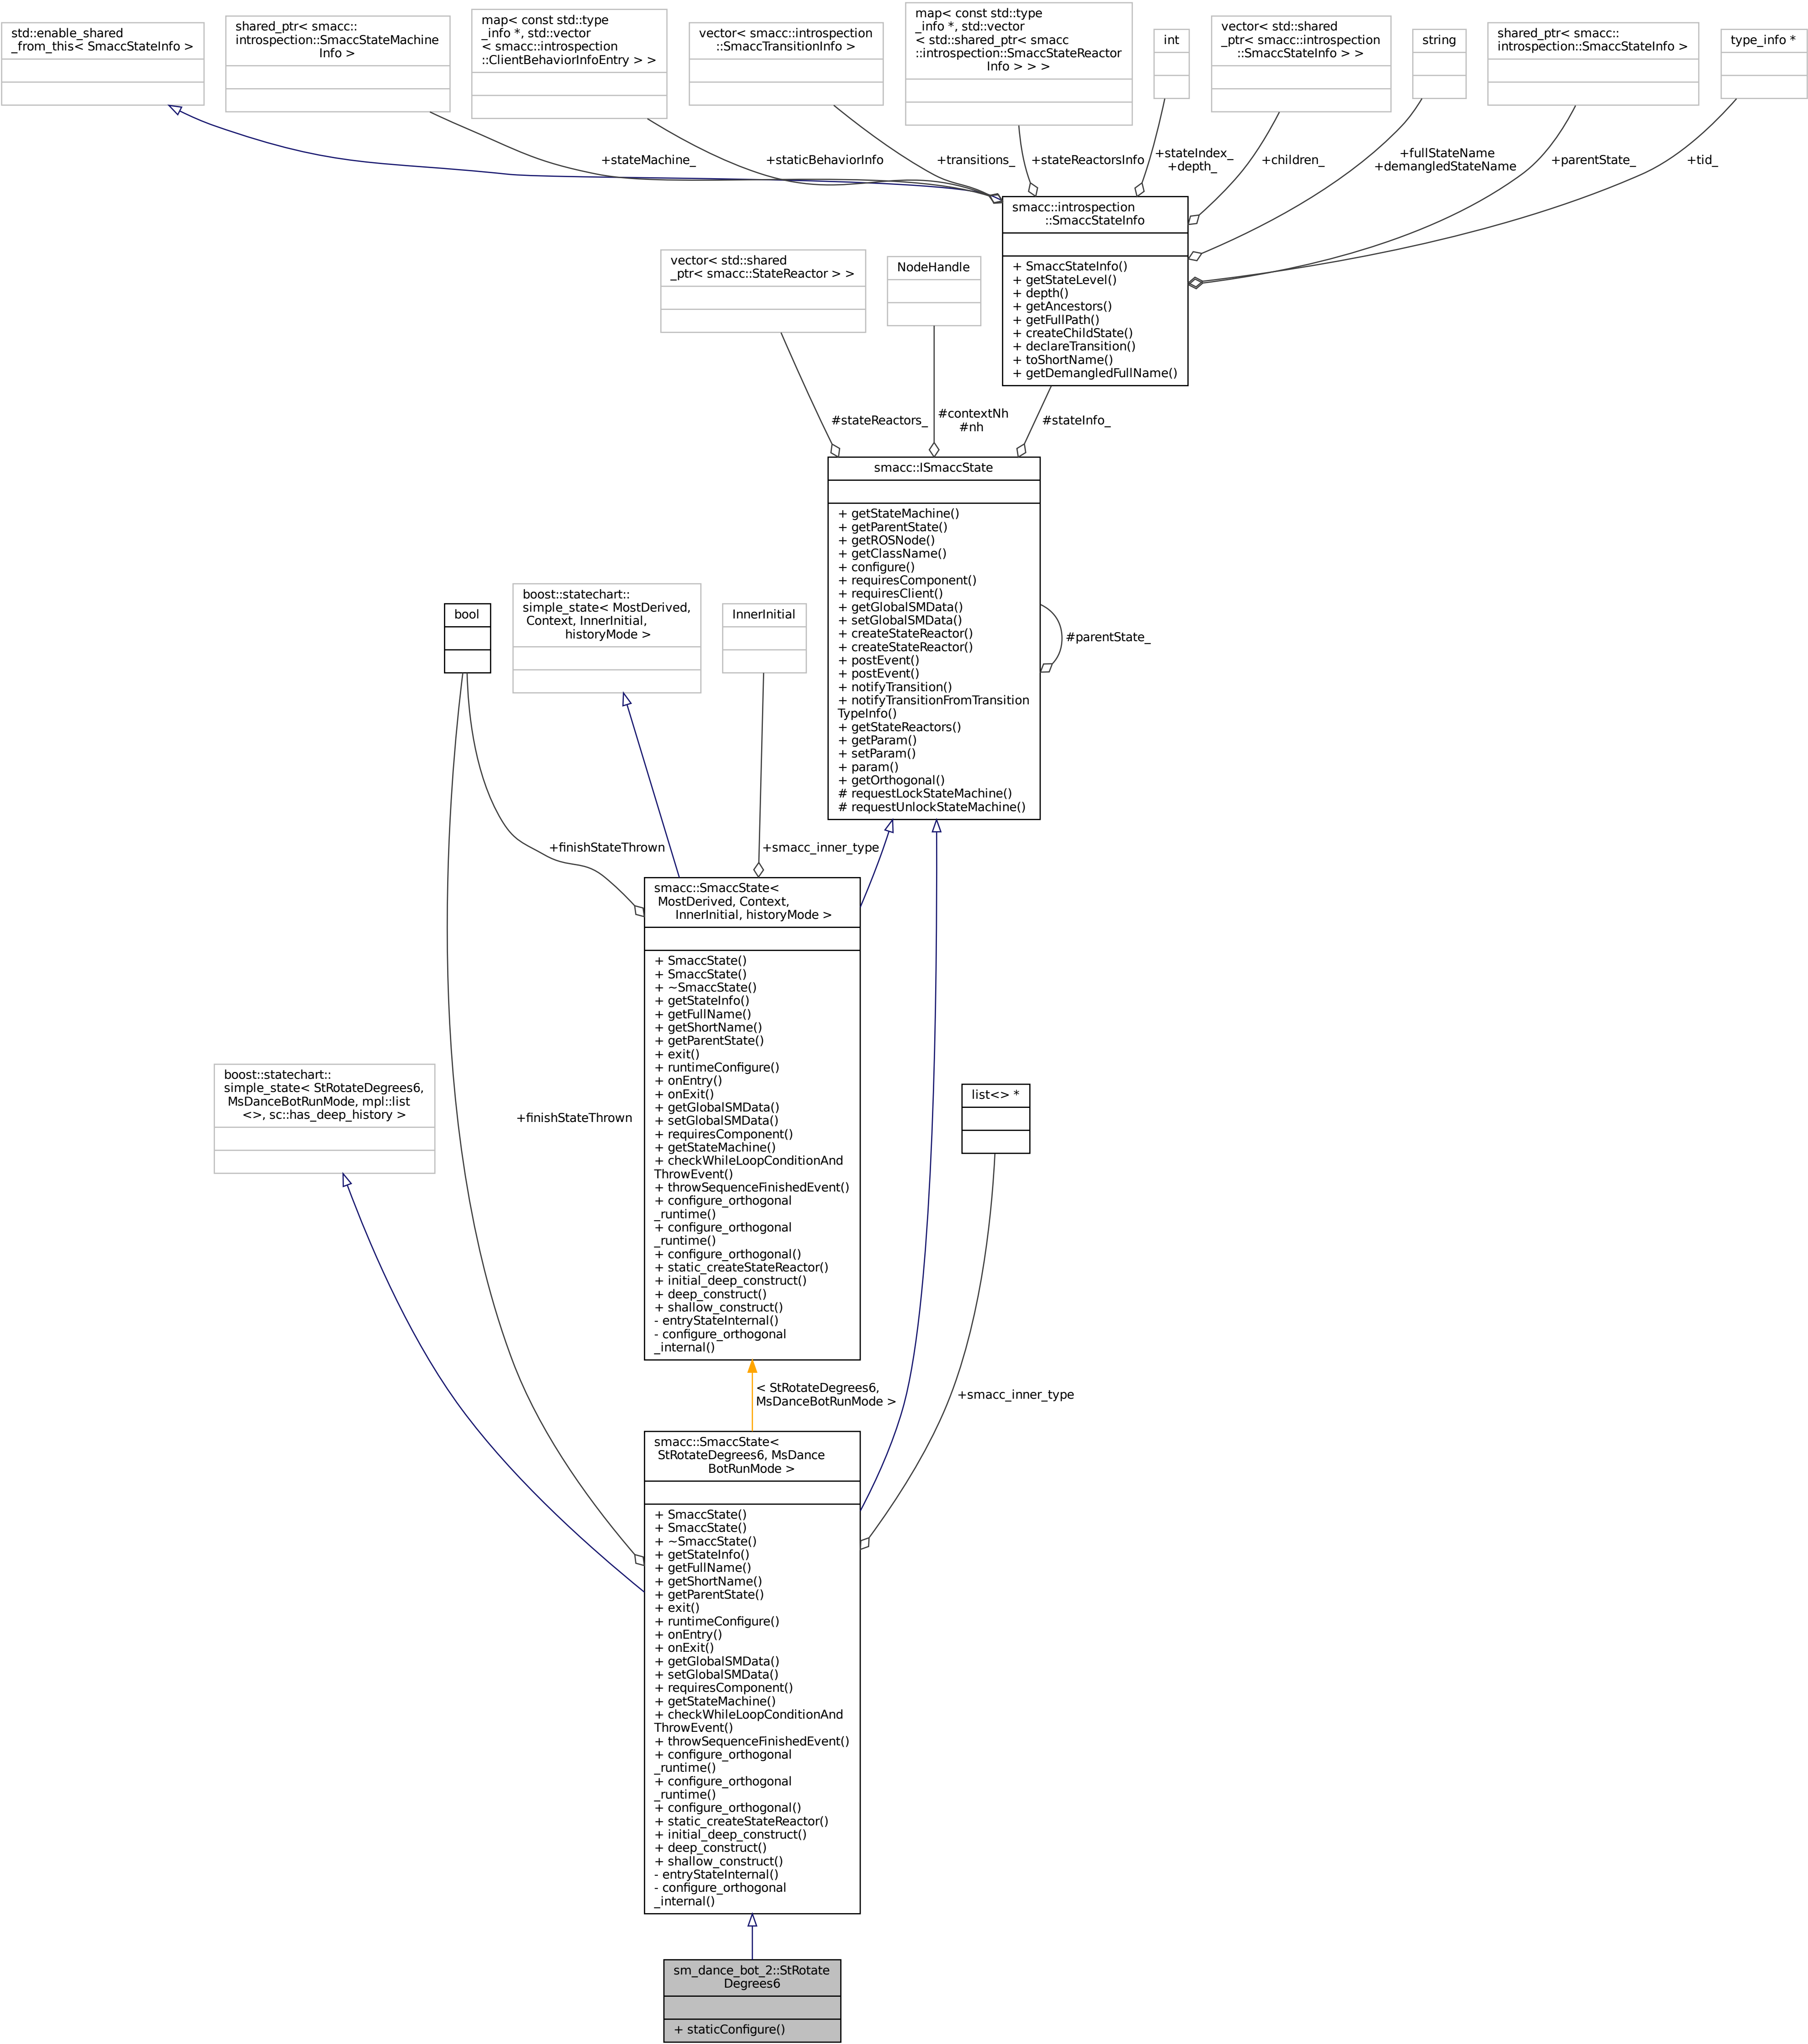 std::enable_shared
_from_this< SmaccStateInfo >
shared_ptr< smacc::
introspection::SmaccStateMachine
Info >
map< const std::type
_info *, std::vector
< smacc::introspection
::ClientBehaviorInfoEntry > >
vector< smacc::introspection
::SmaccTransitionInfo >
map< const std::type
_info *, std::vector
< std::shared_ptr< smacc
::introspection::SmaccStateReactor
Info > > >
int
vector< std::shared
_ptr< smacc::introspection
::SmaccStateInfo > >
string
shared_ptr< smacc::
introspection::SmaccStateInfo >
type_info *
+stateMachine_
+staticBehaviorInfo
+transitions_
+stateReactorsInfo
+stateIndex_
+depth_
+children_
+fullStateName
+demangledStateName
+parentState_
+tid_
smacc::introspection
::SmaccStateInfo
+ SmaccStateInfo()
+ getStateLevel()
+ depth()
+ getAncestors()
+ getFullPath()
+ createChildState()
+ declareTransition()
+ toShortName()
+ getDemangledFullName()
vector< std::shared
_ptr< smacc::StateReactor > >
NodeHandle
#stateReactors_
#contextNh
#nh
#stateInfo_
smacc::ISmaccState
+ getStateMachine()
+ getParentState()
+ getROSNode()
+ getClassName()
+ configure()
+ requiresComponent()
+ requiresClient()
+ getGlobalSMData()
+ setGlobalSMData()
+ createStateReactor()
+ createStateReactor()
+ postEvent()
+ postEvent()
+ notifyTransition()
+ notifyTransitionFromTransition
TypeInfo()
+ getStateReactors()
+ getParam()
+ setParam()
+ param()
+ getOrthogonal()
# requestLockStateMachine()
# requestUnlockStateMachine()
#parentState_
bool
boost::statechart::
simple_state< MostDerived,
Context, InnerInitial,
historyMode >
InnerInitial
+finishStateThrown
+smacc_inner_type
smacc::SmaccState<
MostDerived, Context,
InnerInitial, historyMode >
+ SmaccState()
+ SmaccState()
+ ~SmaccState()
+ getStateInfo()
+ getFullName()
+ getShortName()
+ getParentState()
+ exit()
+ runtimeConfigure()
+ onEntry()
+ onExit()
+ getGlobalSMData()
+ setGlobalSMData()
+ requiresComponent()
+ getStateMachine()
+ checkWhileLoopConditionAnd
ThrowEvent()
+ throwSequenceFinishedEvent()
+ configure_orthogonal
_runtime()
+ configure_orthogonal
_runtime()
+ configure_orthogonal()
+ static_createStateReactor()
+ initial_deep_construct()
+ deep_construct()
+ shallow_construct()
- entryStateInternal()
- configure_orthogonal
_internal()
boost::statechart::
simple_state< StRotateDegrees6,
MsDanceBotRunMode, mpl::list
<>, sc::has_deep_history >
+finishStateThrown
list<> *
< StRotateDegrees6,
MsDanceBotRunMode >
+smacc_inner_type
smacc::SmaccState<
StRotateDegrees6, MsDance
BotRunMode >
+ SmaccState()
+ SmaccState()
+ ~SmaccState()
+ getStateInfo()
+ getFullName()
+ getShortName()
+ getParentState()
+ exit()
+ runtimeConfigure()
+ onEntry()
+ onExit()
+ getGlobalSMData()
+ setGlobalSMData()
+ requiresComponent()
+ getStateMachine()
+ checkWhileLoopConditionAnd
ThrowEvent()
+ throwSequenceFinishedEvent()
+ configure_orthogonal
_runtime()
+ configure_orthogonal
_runtime()
+ configure_orthogonal()
+ static_createStateReactor()
+ initial_deep_construct()
+ deep_construct()
+ shallow_construct()
- entryStateInternal()
- configure_orthogonal
_internal()
sm_dance_bot_2::StRotate
Degrees6
+ staticConfigure()